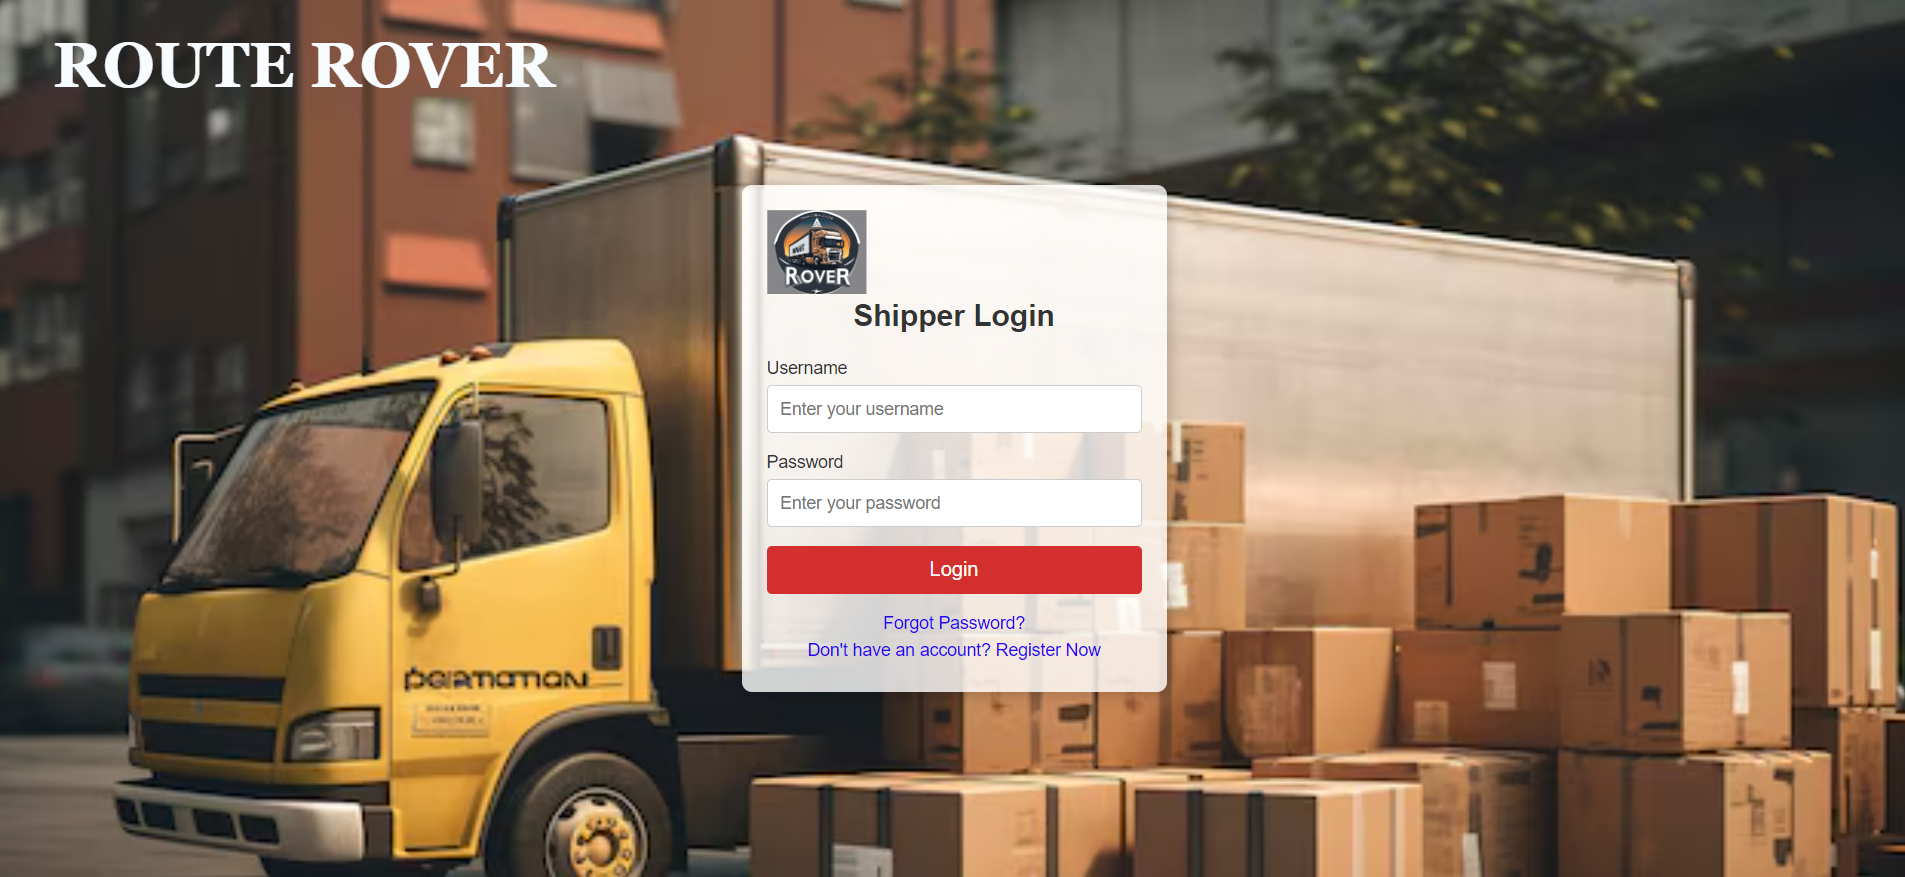 ROUTE ROVER
ROVER
Shipper Login
Username
Enter your username
Password
Enter your password
Login
Forgot Password?
Don't have an account? Register Now